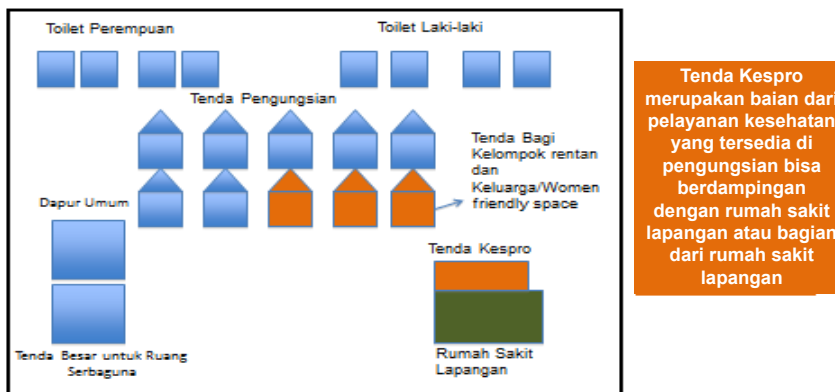 Toilet Perempuan
Toilet Laki-laki
Tenda Pengungsian
Tenda Bagi
Kelompok rentan
dan
Keluarga/Women
friendly space
Dapur Umum
Tenda Kespro
Tenda Besar untuk Ruang
Serbaguna
Rumah Sakit
Lapangan
Tenda Kespro
merupakan baian dari
pelayanan kesehatan
yang tersedia di
pengungsian bisa
berdampingan
dengan rumah sakit
lapangan atau bagian
dari rumah sakit
lapangan